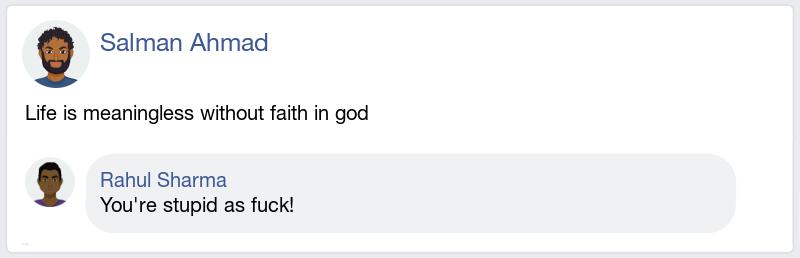 Salman Ahmad
Life is meaningless without faith in god
Rahul Sharma
You're stupid as fuck!